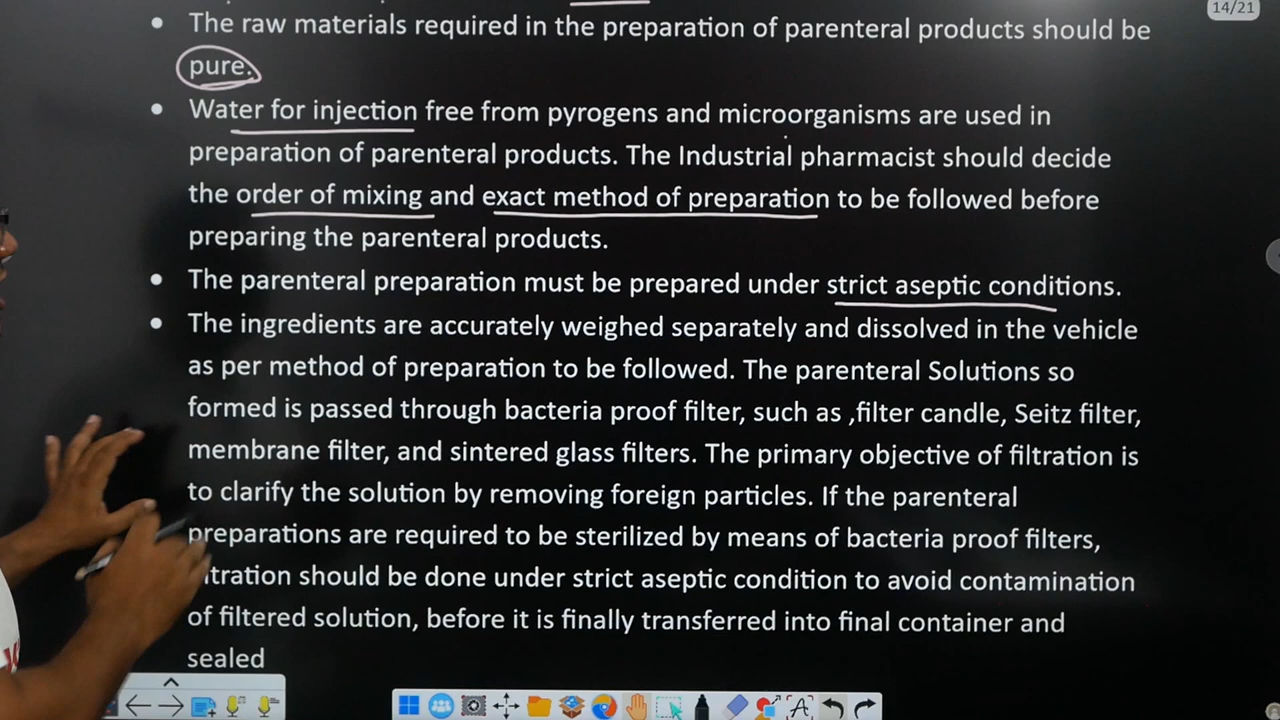 14/21
• The raw materials required in the preparation of parenteral products should be
pure.
• Water for injection free from pyrogens and microorganisms are used in
preparation of parenteral products. The Industrial pharmacist should decide
the order of mixing and exact method of preparation to be followed before
preparing the parenteral products.
• The parenteral preparation must be prepared under strict aseptic conditions.
• The ingredients are accurately weighed separately and dissolved in the vehicle
as per method of preparation to be followed. The parenteral Solutions so
formed is passed through bacteria proof filter, such as ,filter candle, Seitz filter,
membrane filter, and sintered glass filters. The primary objective of filtration is
to clarify the solution by removing foreign particles. If the parenteral
preparations are required to be sterilized by means of bacteria proof filters,
ltration should be done under strict aseptic condition to avoid contamination
of filtered solution, before it is finally transferred into final container and
sealed